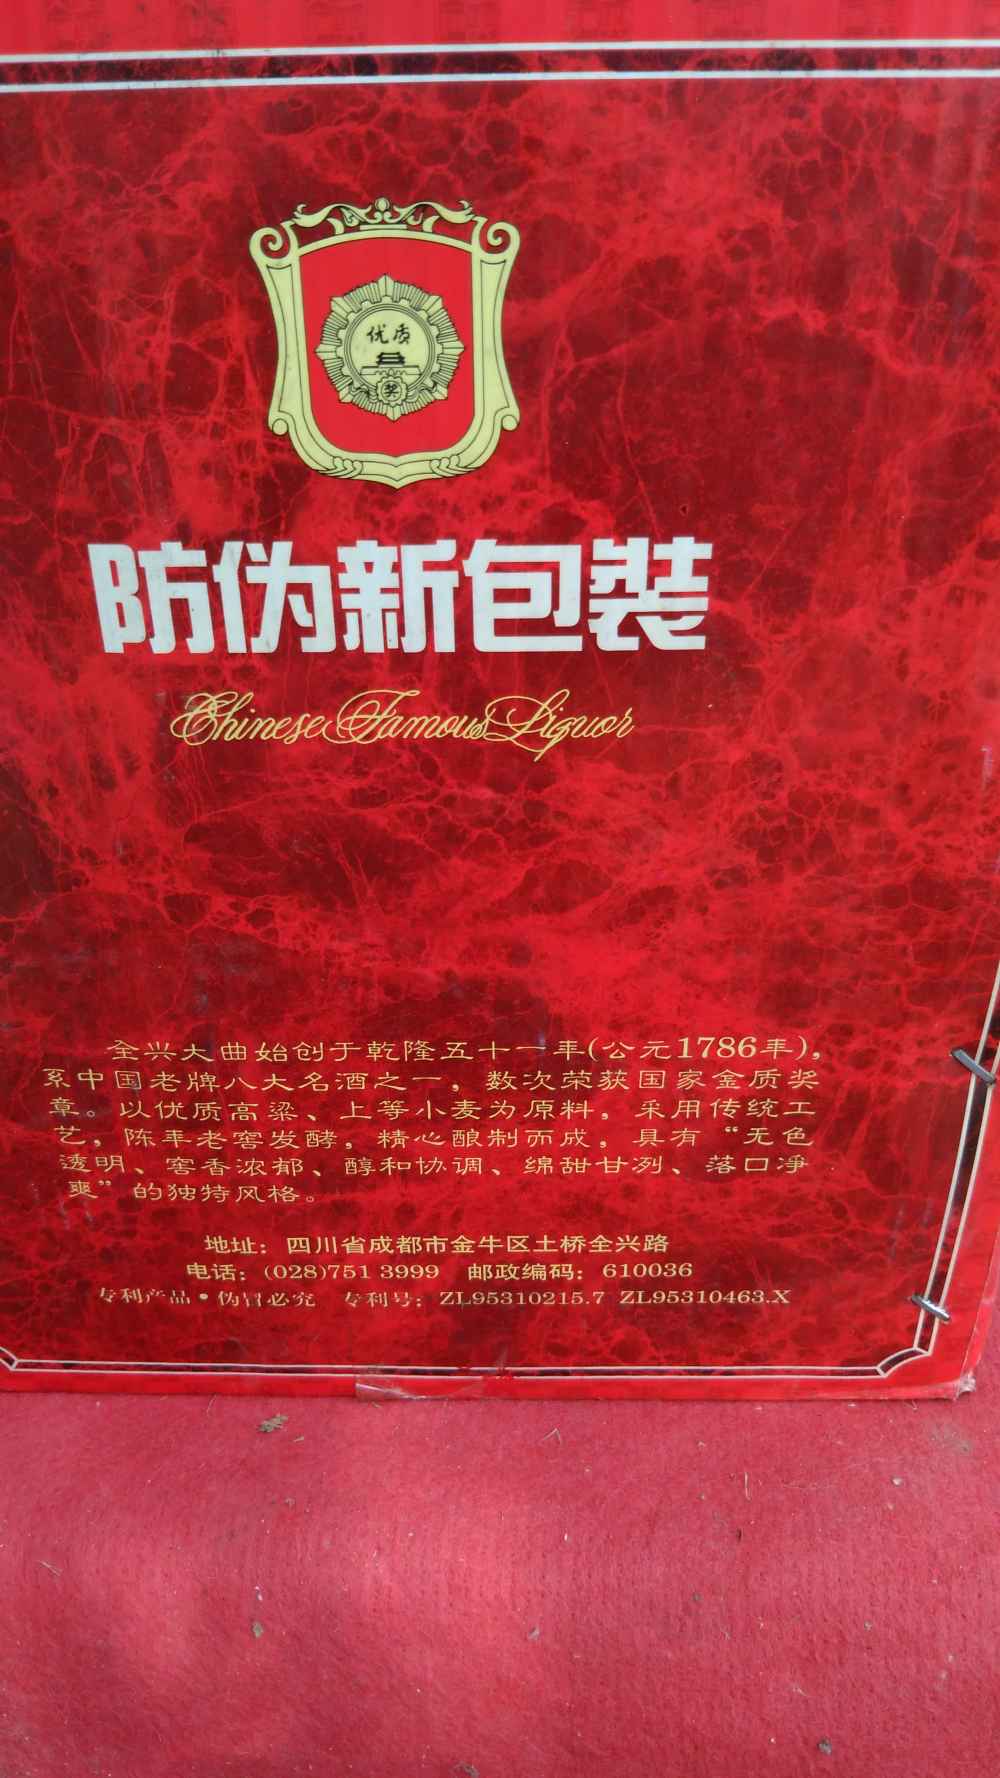 优质
奖
防伪新包装
Chinese Famous Liquor
全兴大曲始创于乾隆五十一年(公元1786年),
系中国老牌八大名酒之一，数次荣获国家金质奖
章。以优质高粱、上等小麦为原料，采用传统工
艺，陈年老窖发酵，精心酿制而成，具有“无色
透明、窖香浓郁、醇和协调、绵甜甘冽、落口净
爽”的独特风格。
地址：四川省成都市金牛区土桥全兴路
电话：(028)751 3999 邮政编码：610036
专利产品•伪冒必究 专利号：ZL95310215.7 ZL95310463.X